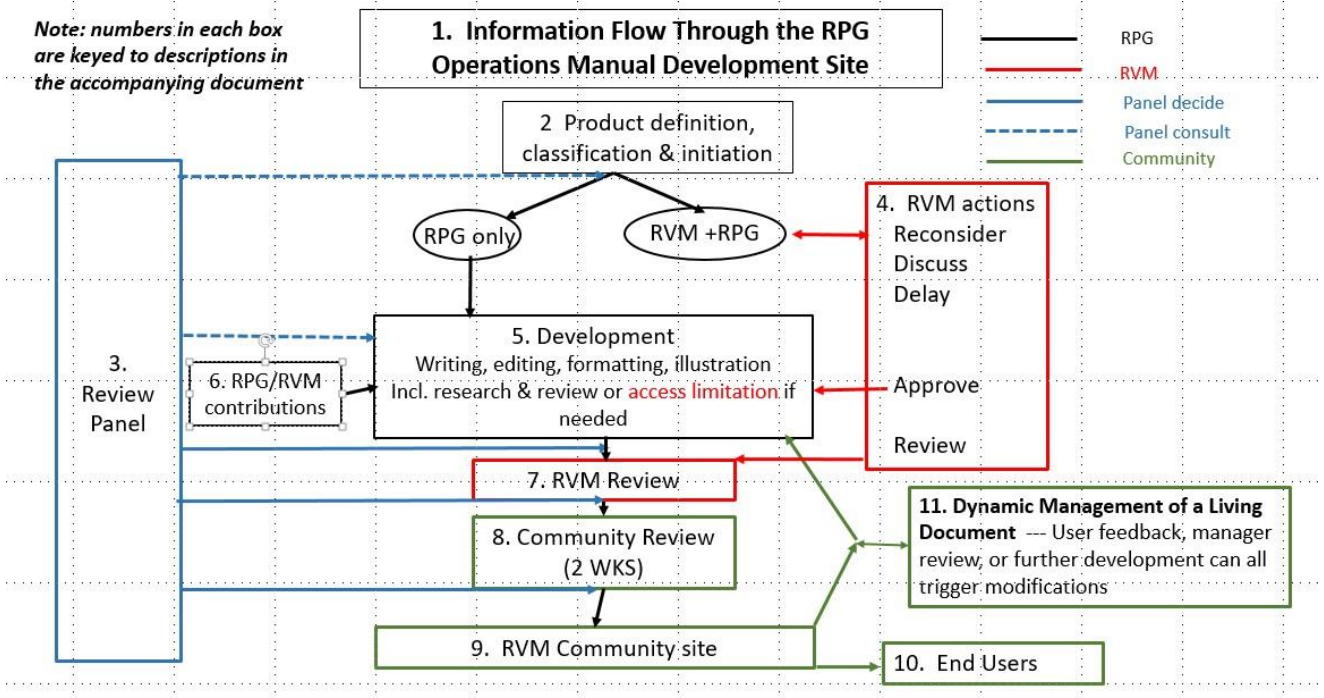 Note: numbers in each box
are keyed to descriptions in
the accompanying document
1. Information Flow Through the RPG
Operations Manual Development Site
RPG
RVM
Panel decide
Panel consult
Community
2 Product definition,
classification & initiation
RPG only
RVM +RPG
4. RVM actions
Reconsider
Discuss
Delay
Approve
Review
3.
Review
Panel
5. Development
Writing, editing, formatting, illustration
Incl. research & review or access limitation if
needed
6. RPG/RVM
contributions
7. RVM Review
8. Community Review
(2 WKS)
9. RVM Community site
10. End Users
11. Dynamic Management of a Living
Document --- User feedback, manager
review, or further development can all
trigger modifications